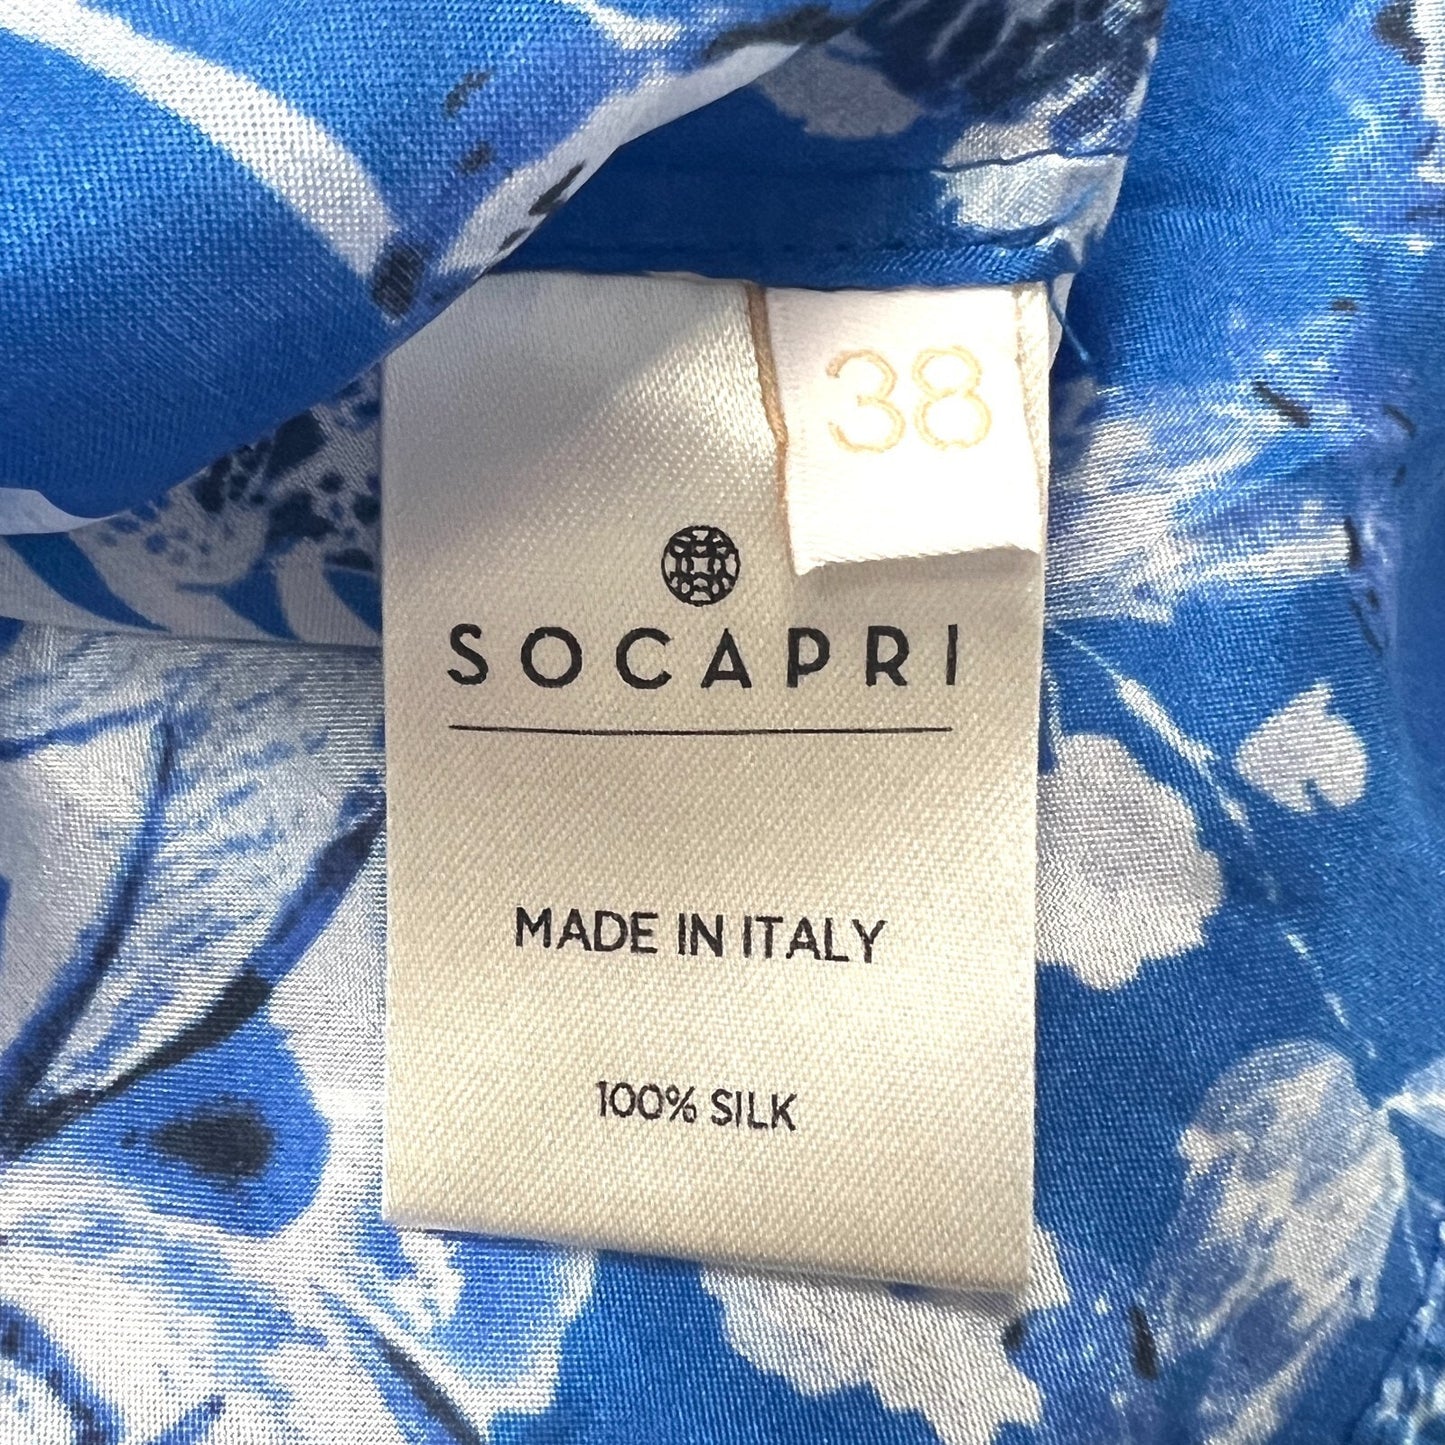 38
SOCAPRI
MADE IN ITALY
100% SILK